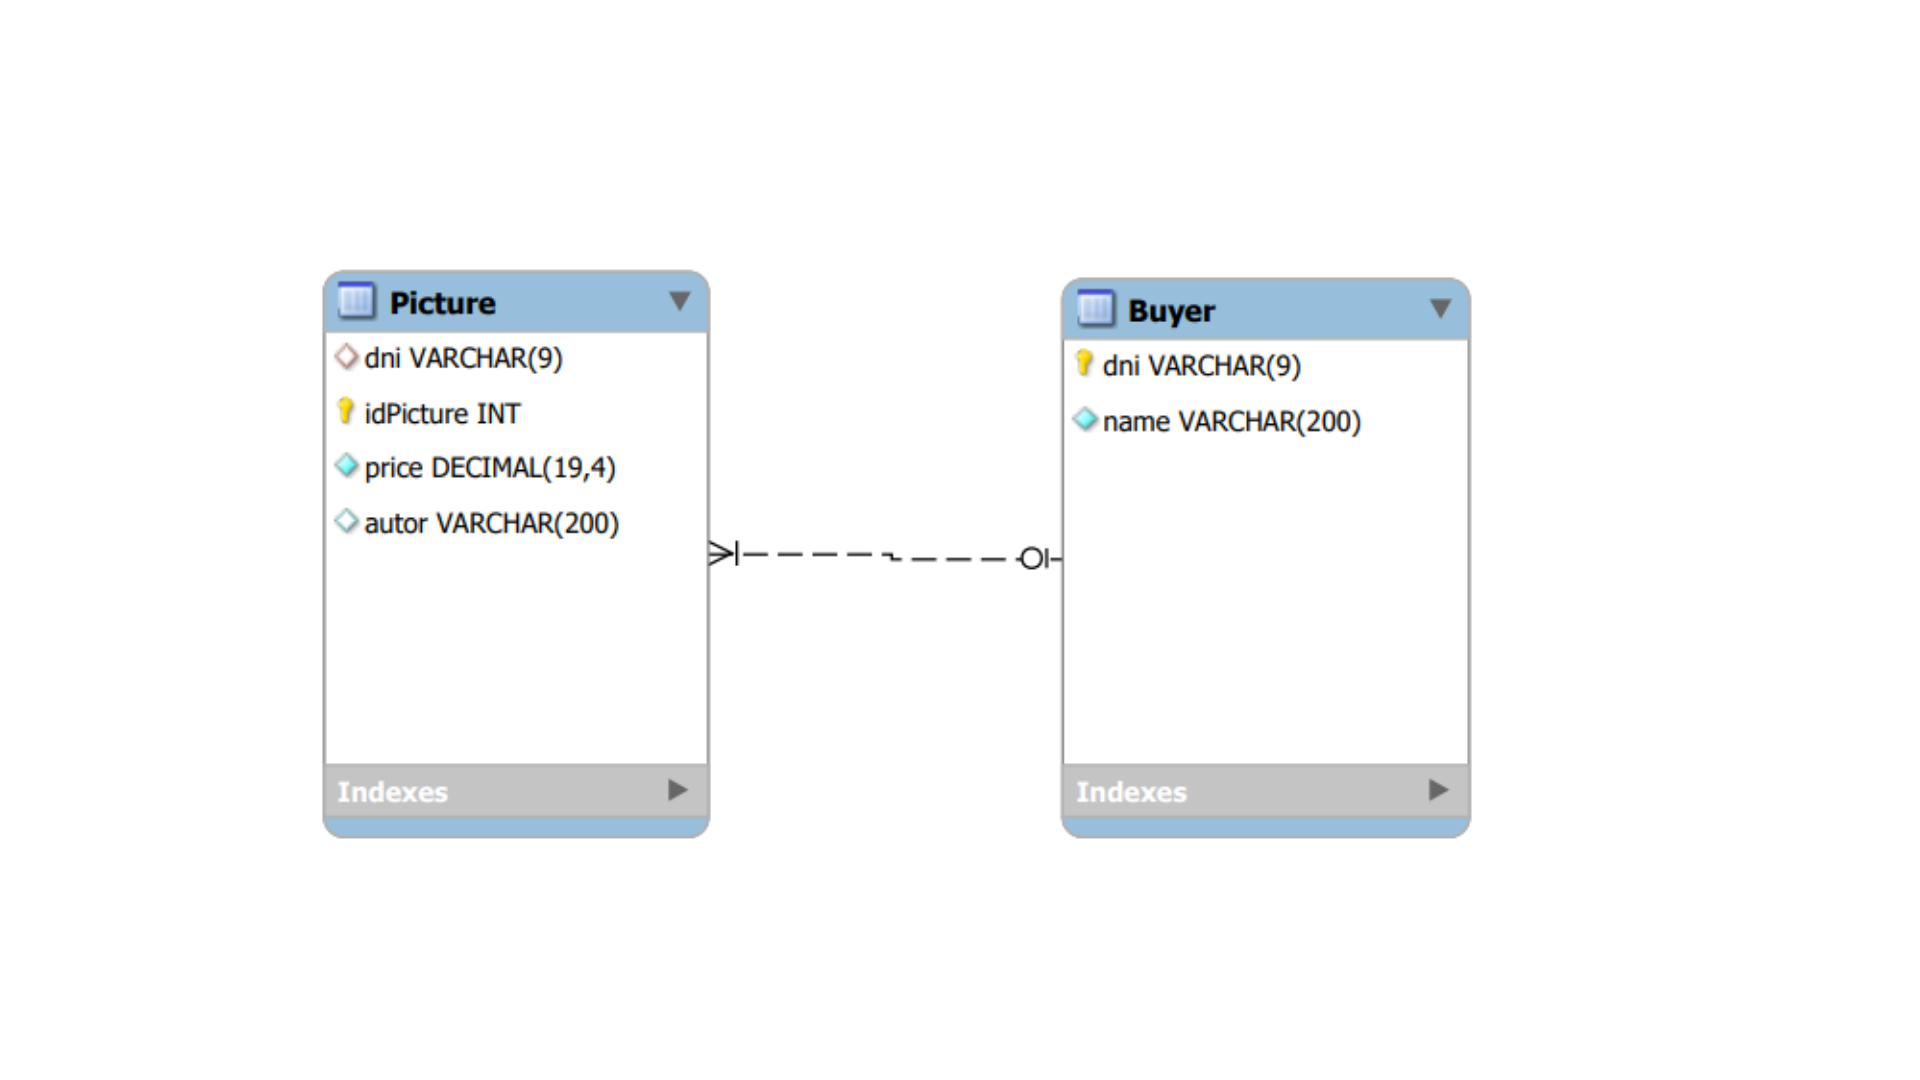 Picture
dni VARCHAR(9)
idPicture INT
price DECIMAL(19,4)
autor VARCHAR(200)
Indexes
Buyer
dni VARCHAR(9)
name VARCHAR(200)
Indexes